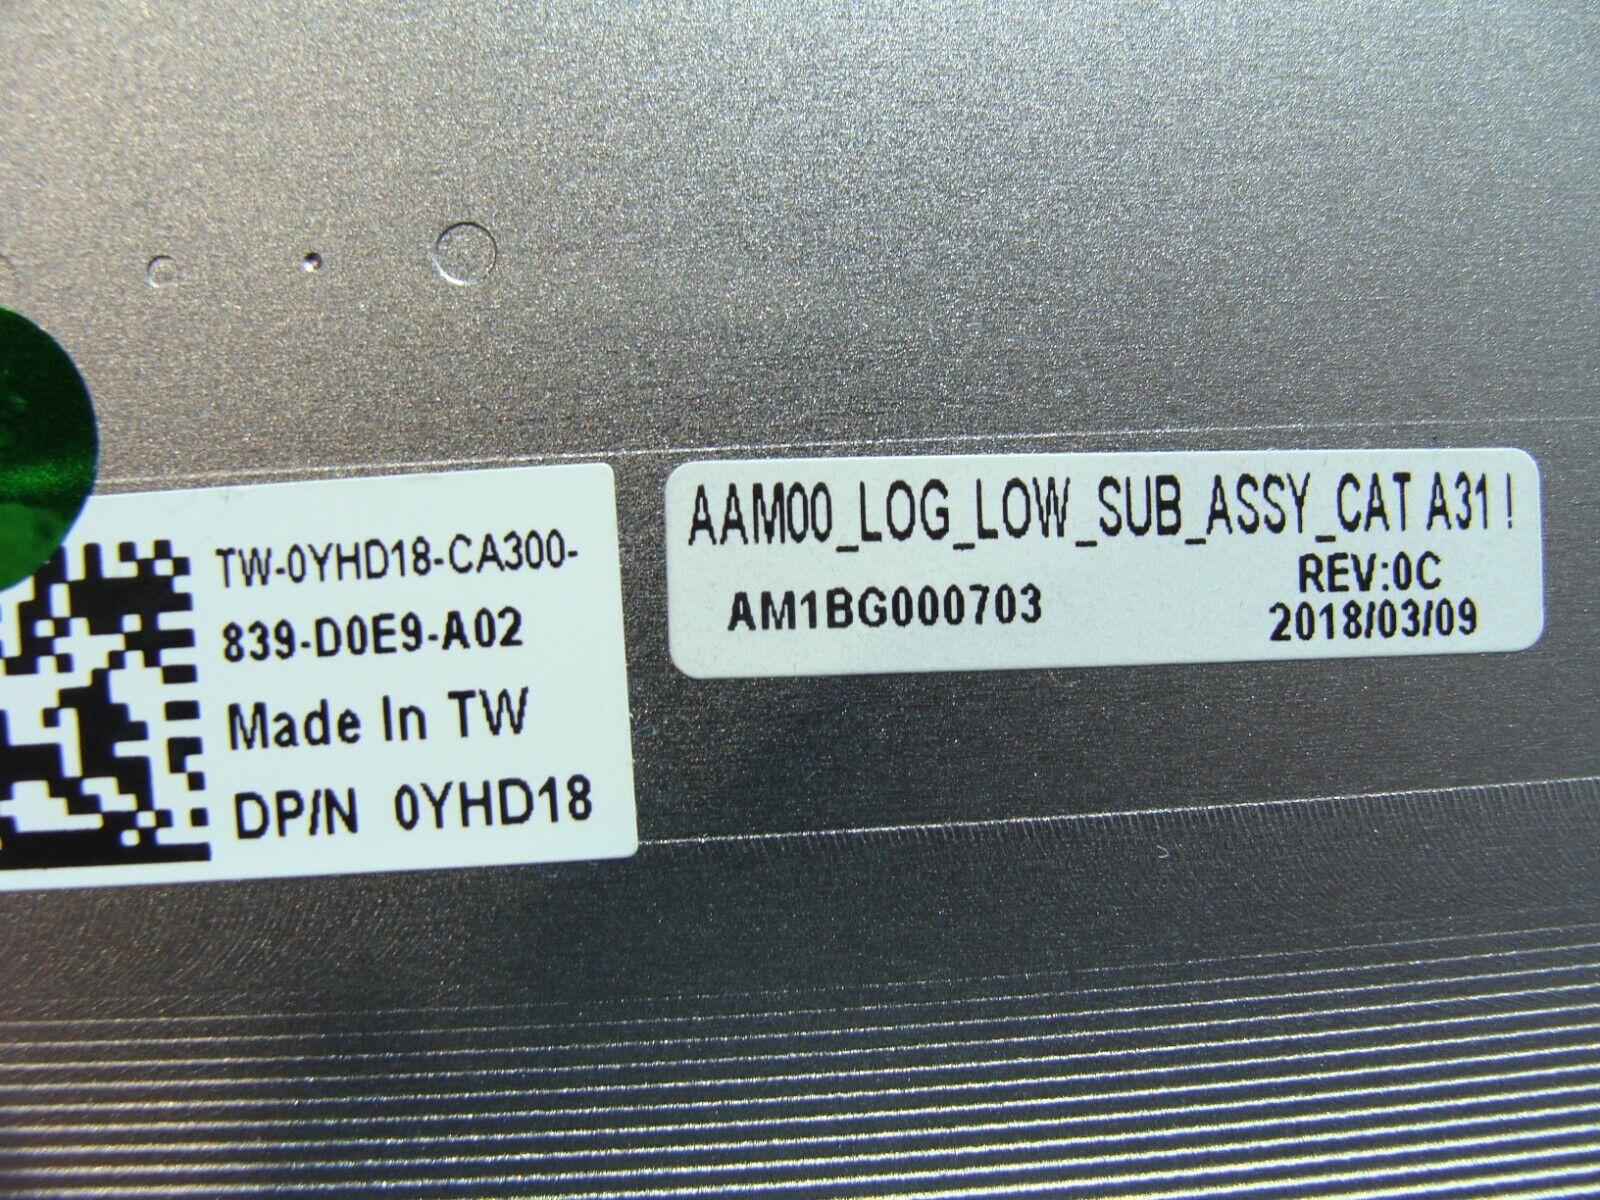 TW-0YHD18-CA300-
839-D0E9-A02
Made In TW
DP/N 0YHD18
AAM00_LOG_LOW_SUB_ASSY_CAT A31 !
REV:0C
AM1BG000703
2018/03/09